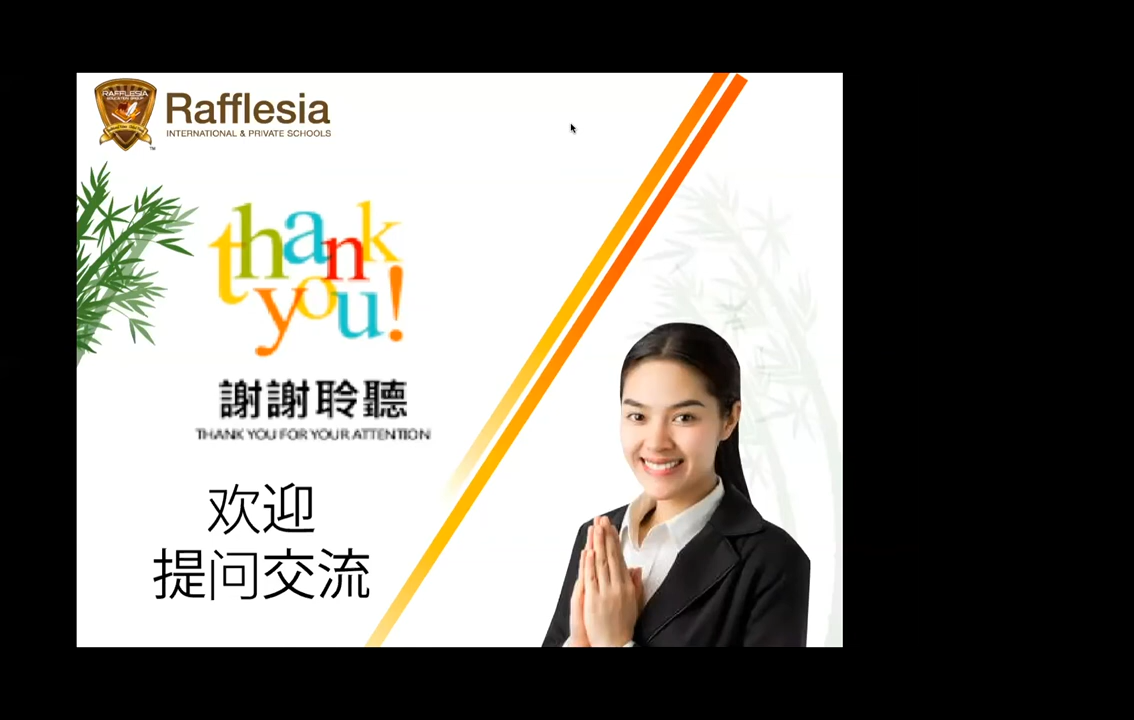 RAFFLESIA
Rafflesia
INTERNATIONAL & PRIVATE SCHOOLS
TM
thank
you!
謝謝聆聽
THANK YOU FOR YOUR ATTENTION
欢迎
提问交流